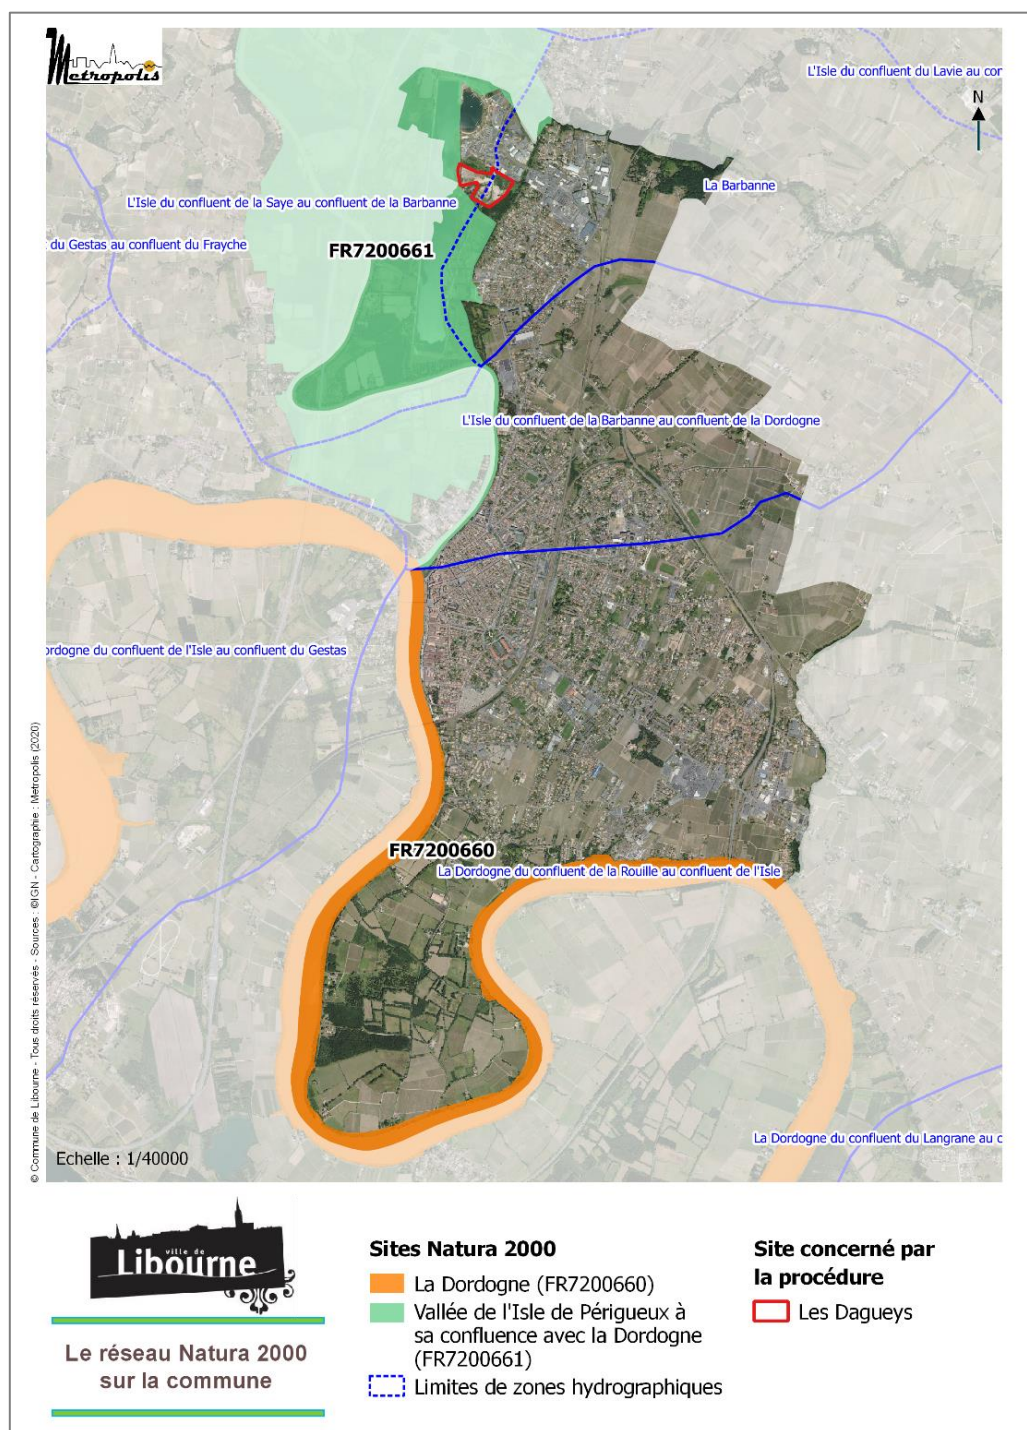 Metropolis
L'Isle du confluent du Lavie au con
N
La Barbanne
L'Isle du confluent de la Saye au confluent de la Barbanne
du Gestas au confluent du Frayche
FR7200661
L'Isle du confluent de la Barbanne au confluent de la Dordogne
ordogne du confluent de l'Isle au confluent du Gestas
FR7200660
La Dordogne du confluent de la Rouille au confluent de l'Isle
La Dordogne du confluent du Langrane au c
Echelle : 1/40000
© Commune de Libourne - Tous droits réservés - Sources : ©IGN - Cartographie : Metropolis (2020)
ville de
Libourne
Le réseau Natura 2000
sur la commune
Sites Natura 2000
La Dordogne (FR7200660)
Vallée de l'Isle de Périgueux à
sa confluence avec la Dordogne
(FR7200661)
Limites de zones hydrographiques
Site concerné par
la procédure
Les Dagueys